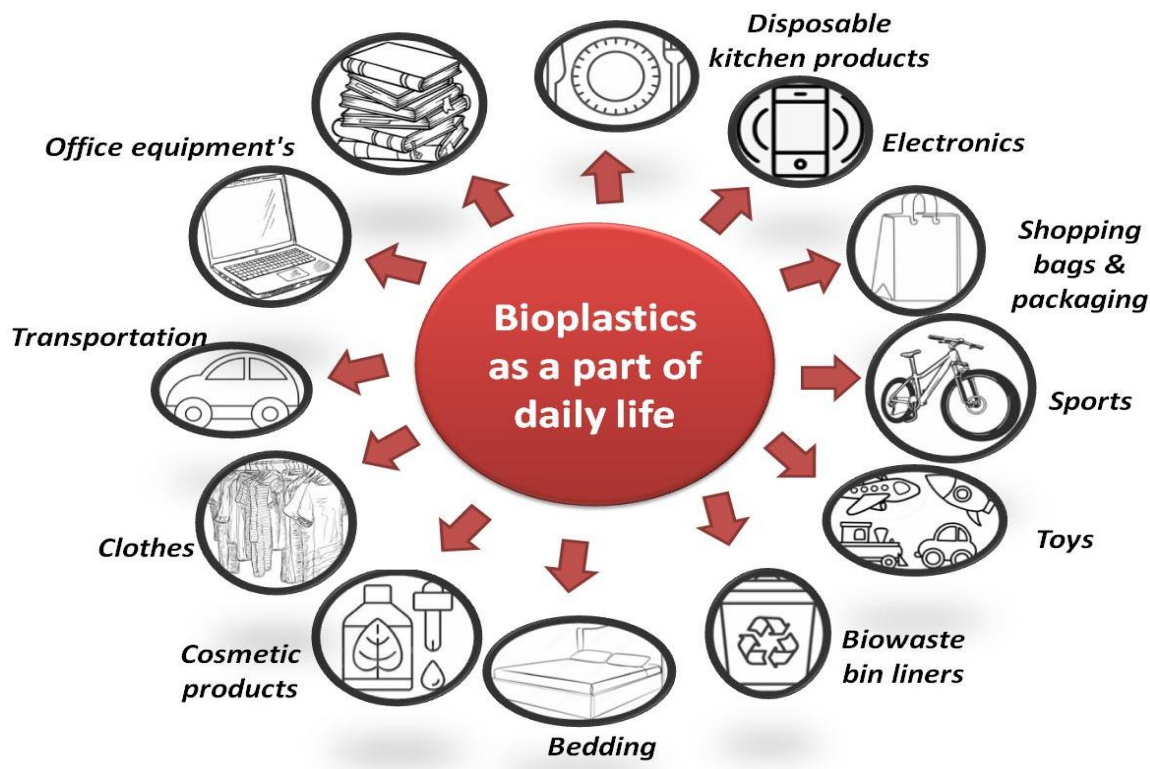 Disposable
kitchen products
Office equipment's
Electronics
Shopping
bags &
packaging
Bioplastics
as a part of
daily life
Transportation
Sports
Clothes
Toys
Cosmetic
products
Biowaste
bin liners
Bedding